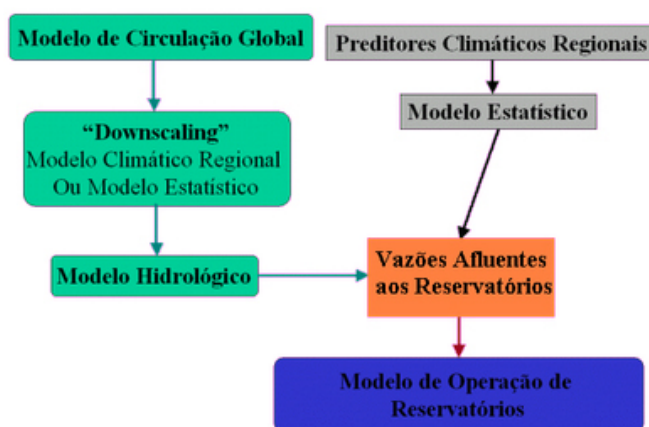 Modelo de Circulação Global
Preditores Climáticos Regionais
Modelo Estatístico
“Downscaling”
Modelo Climático Regional
Ou Modelo Estatístico
Modelo Hidrológico
Vazões Afluentes
aos Reservatórios
Modelo de Operação de
Reservatórios